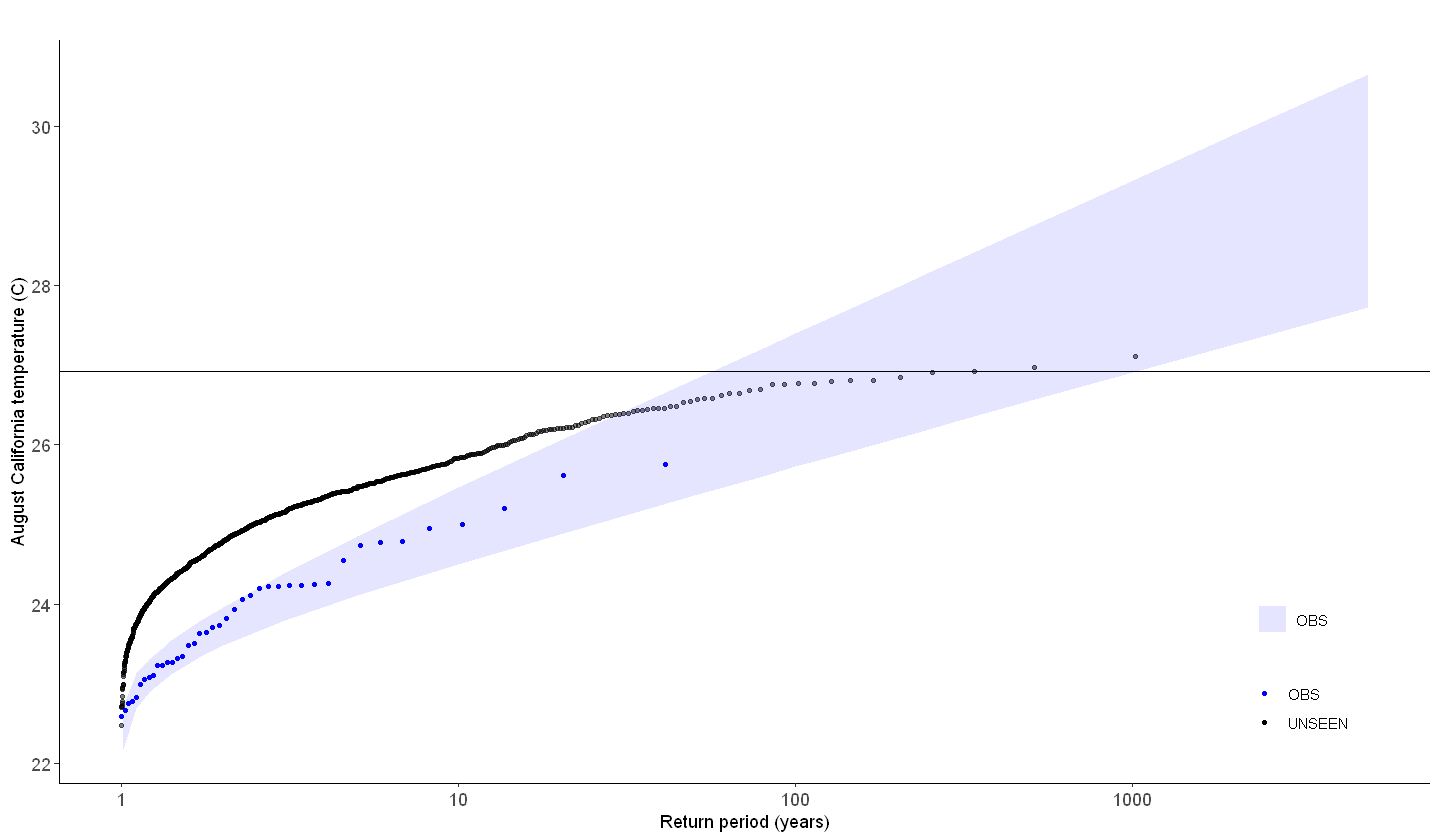 August California temperature (C)
30
28
26
24
22
1
10
100
1000
Return period (years)
OBS
OBS
UNSEEN